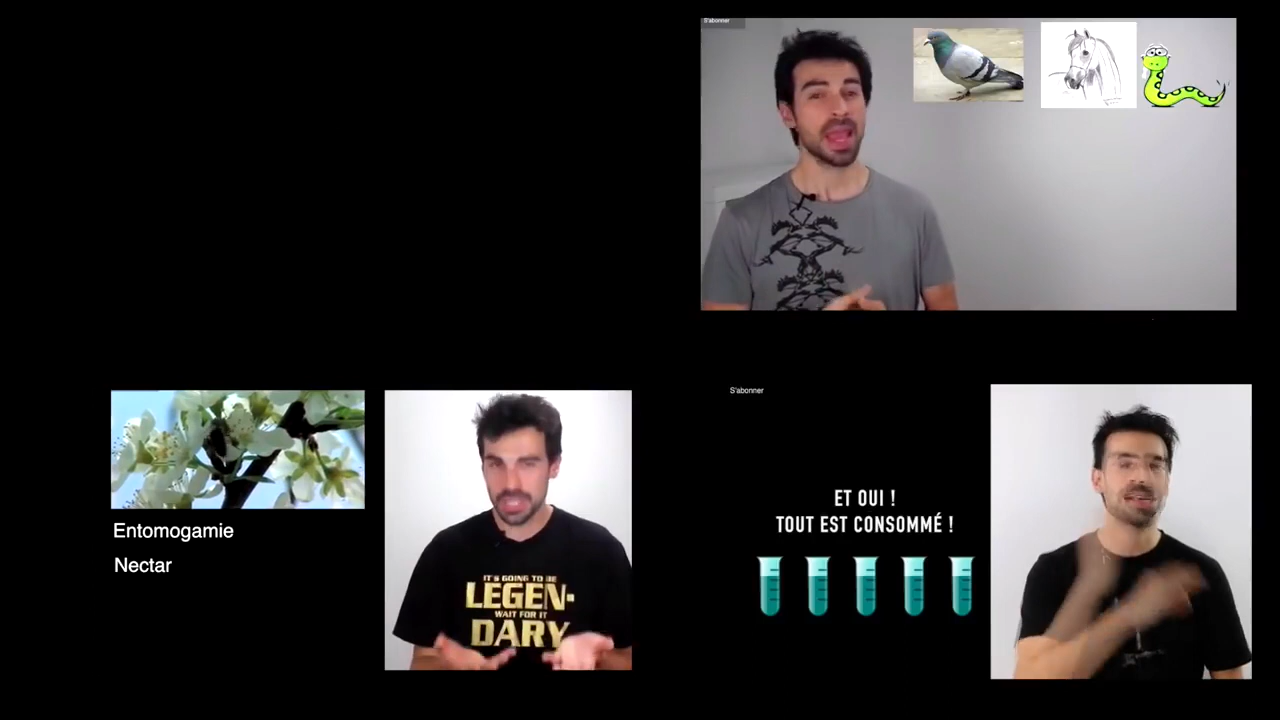 S'abonner
Entomogamie
Nectar
IT'S GOING TO BE
LEGEN-
WAIT FOR IT
DARY
S'abonner
ET OUI !
TOUT EST CONSOMMÉ !